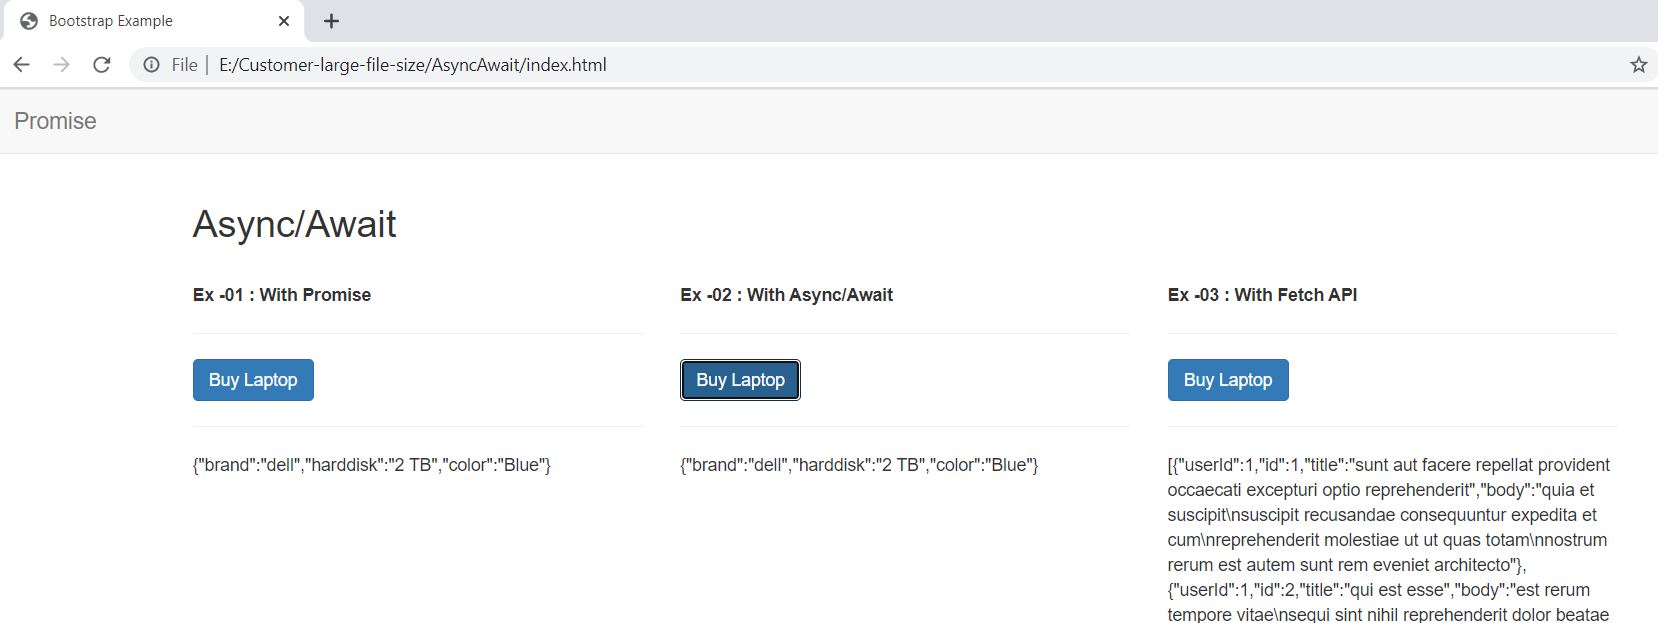 Bootstrap Example
File | E:/Customer-large-file-size/AsyncAwait/index.html
Promise
Async/Await
Ex -01 : With Promise
Buy Laptop
{"brand":"dell","harddisk":"2 TB","color":"Blue"}
Ex -02 : With Async/Await
Buy Laptop
{"brand":"dell","harddisk":"2 TB","color":"Blue"}
Ex -03 : With Fetch API
Buy Laptop
[{"userId":1,"id":1,"title":"sunt aut facere repellat provident
occaecati excepturi optio reprehenderit","body":"quia et
suscipit\nsuscipit recusandae consequuntur expedita et
cum\nreprehenderit molestiae ut ut quas totam\nnostrum
rerum est autem sunt rem eveniet architecto"},
{"userId":1,"id":2,"title":"qui est esse","body":"est rerum
tempore vitae\nsequi sint nihil reprehenderit dolor beatae